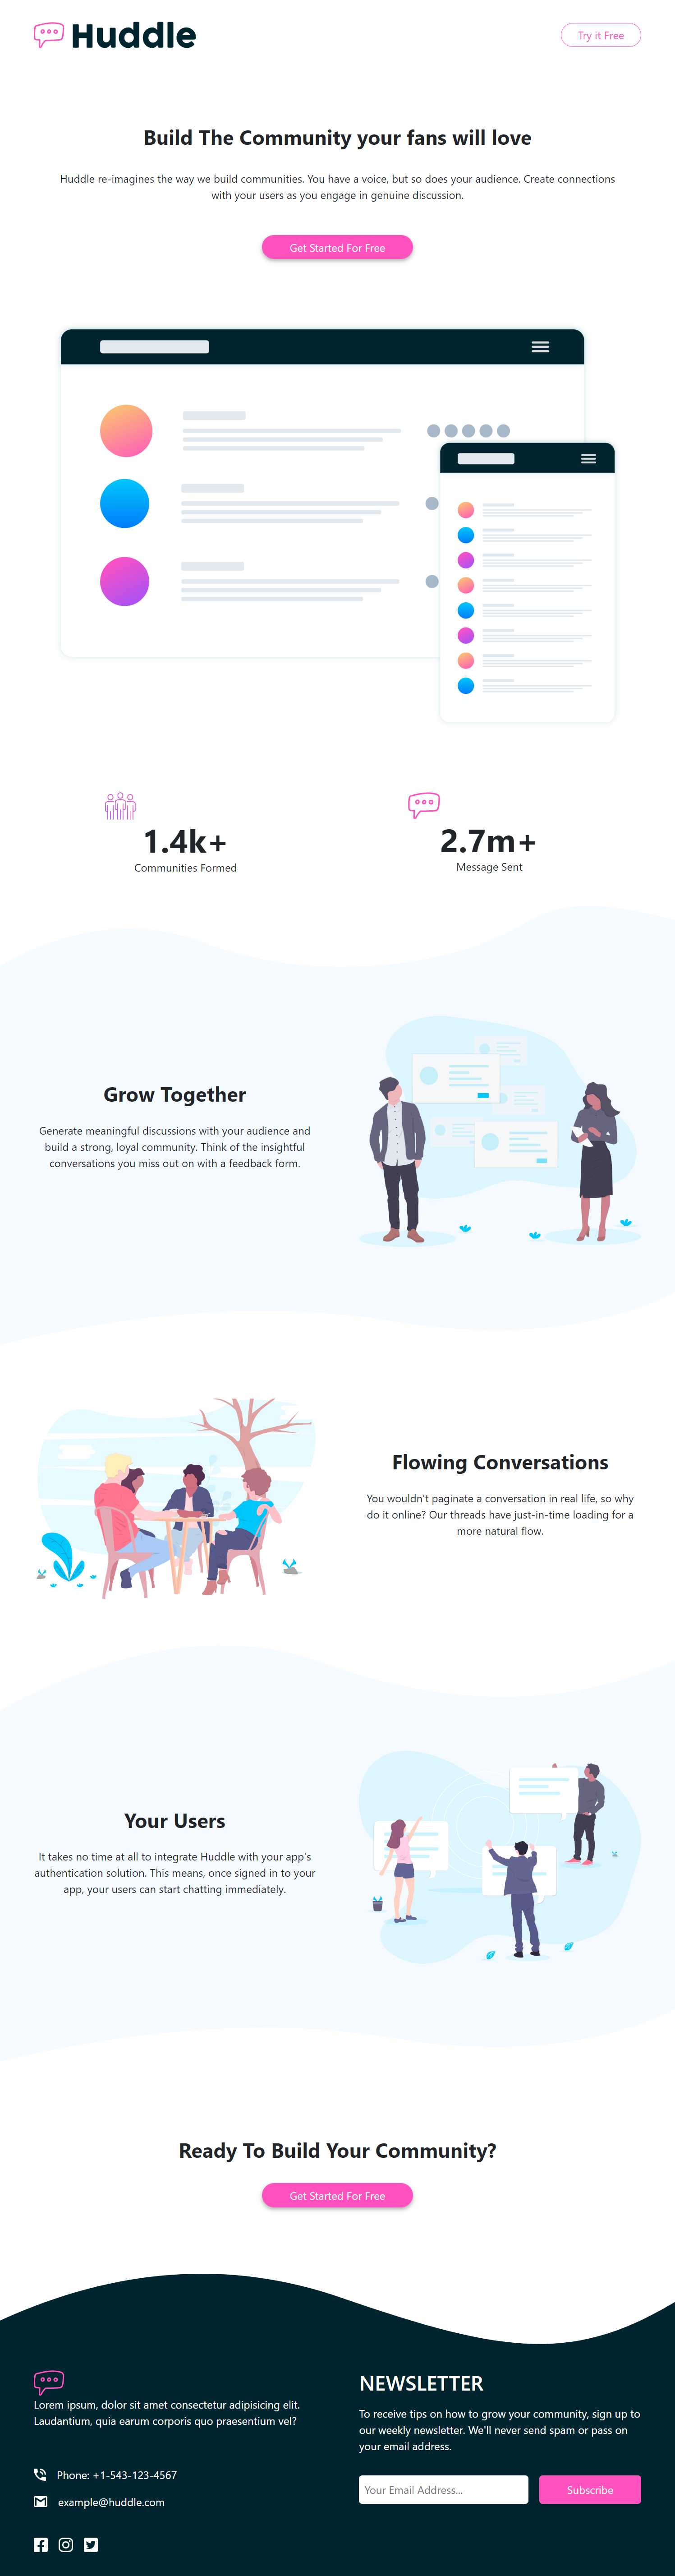 Huddle
Try it Free
Build The Community your fans will love
Huddle re-imagines the way we build communities. You have a voice, but so does your audience. Create connections
with your users as you engage in genuine discussion.
Get Started For Free
1.4k+
Communities Formed
2.7m+
Message Sent
Grow Together
Generate meaningful discussions with your audience and
build a strong, loyal community. Think of the insightful
conversations you miss out on with a feedback form.
Flowing Conversations
You wouldn't paginate a conversation in real life, so why
do it online? Our threads have just-in-time loading for a
more natural flow.
Your Users
It takes no time at all to integrate Huddle with your app's
authentication solution. This means, once signed in to your
app, your users can start chatting immediately.
Ready To Build Your Community?
Get Started For Free
Lorem ipsum, dolor sit amet consectetur adipisicing elit.
Laudantium, quia earum corporis quo praesentium vel?
Phone: +1-543-123-4567
example@huddle.com
NEWSLETTER
To receive tips on how to grow your community, sign up to
our weekly newsletter. We'll never send spam or pass on
your email address.
Your Email Address...
Subscribe